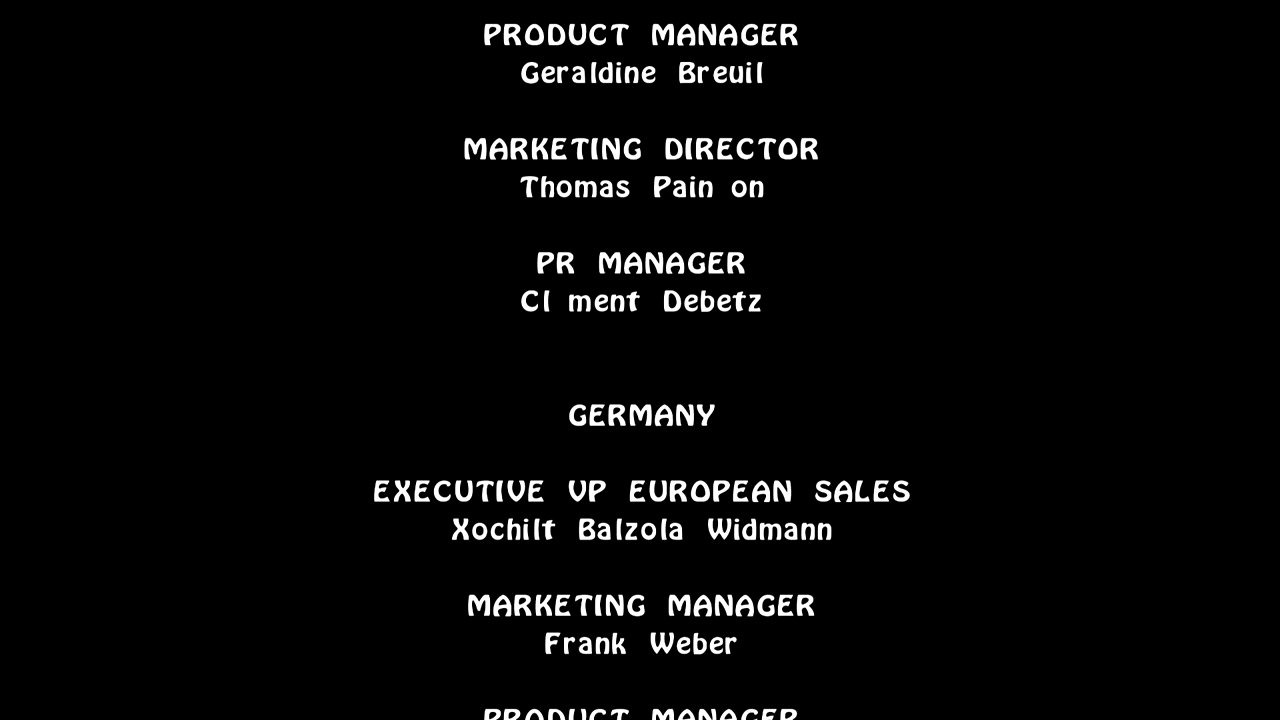 PRODUCT MANAGER
Geraldine Breuil
MARKETING DIRECTOR
Thomas Pain on
PR MANAGER
Cl ment Debetz
GERMANY
EXECUTIVE VP EUROPEAN SALES
Xochilt Balzola Widmann
MARKETING MANAGER
Frank Weber
PRODUCT MANAGER